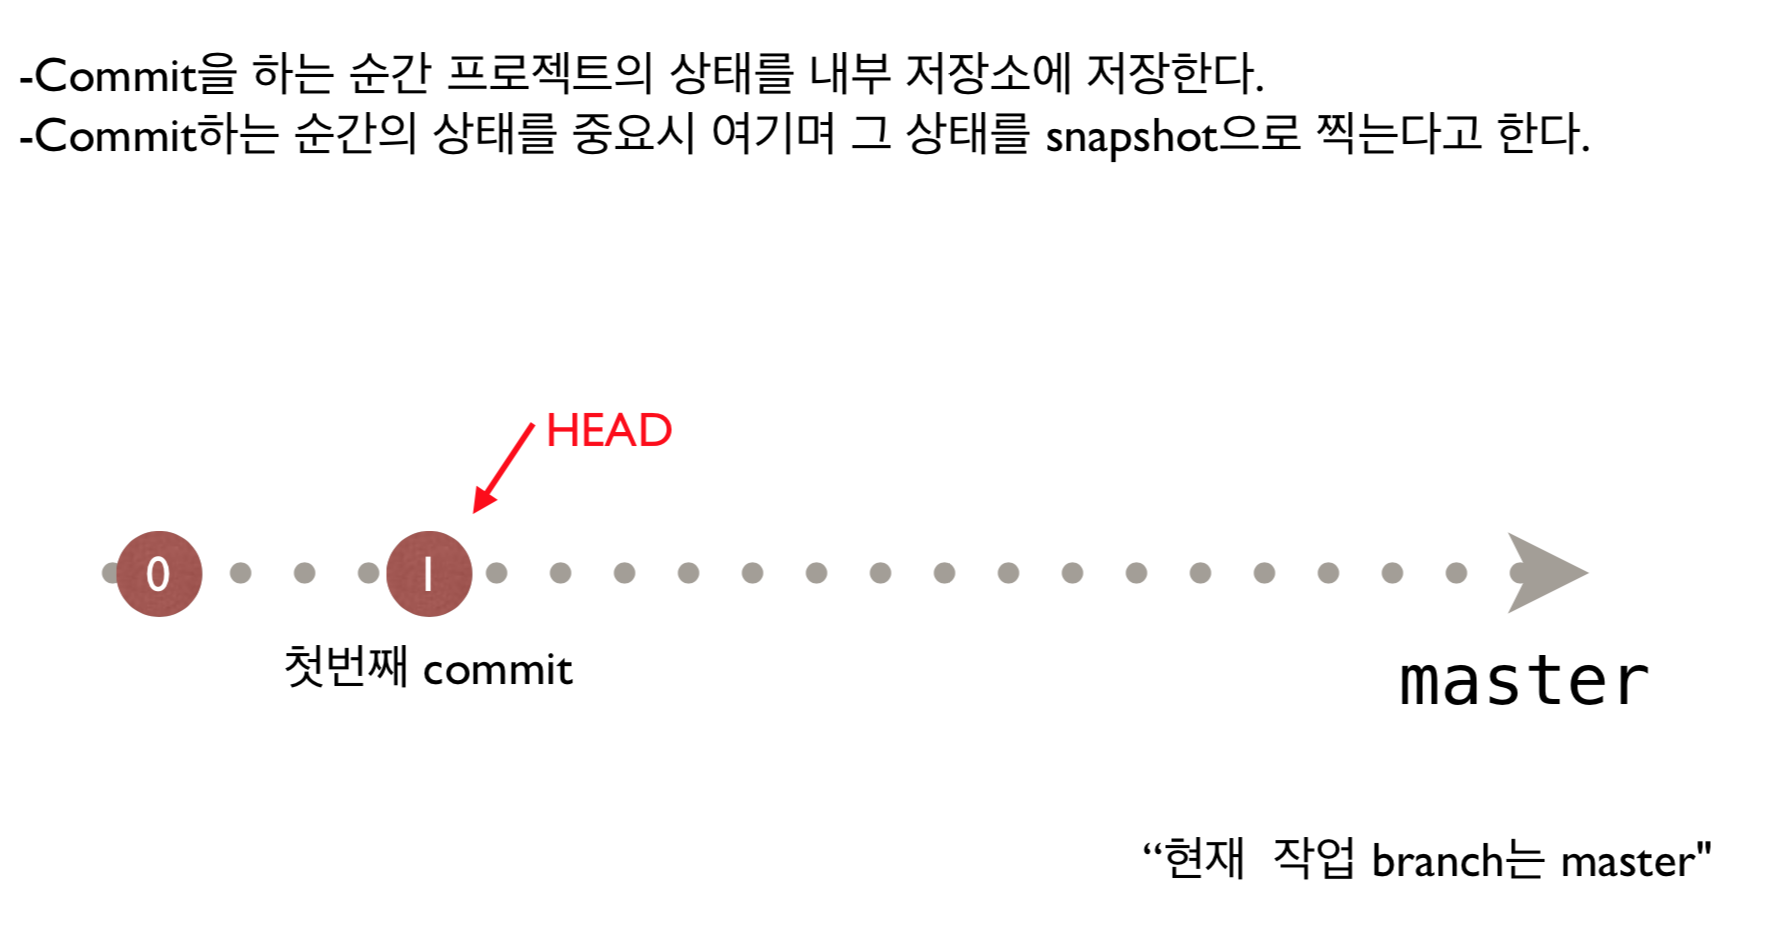 -Commit을 하는 순간 프로젝트의 상태를 내부 저장소에 저장한다.
-Commit하는 순간의 상태를 중요시 여기며 그 상태를 snapshot으로 찍는다고 한다.
HEAD
0
1
첫번째 commit
master
“현재 작업 branch는 master"